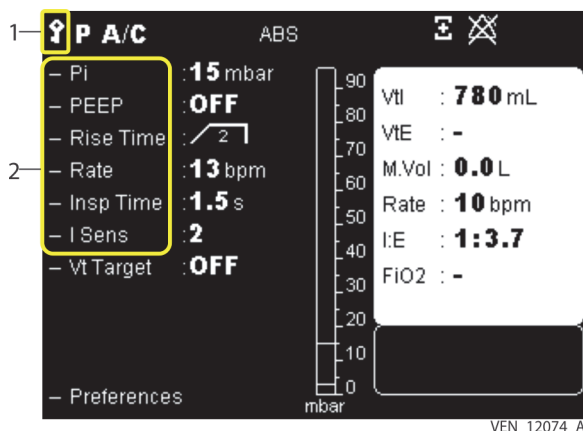 1
P A/C ABS
– Pi :15 mbar
– PEEP :OFF
– Rise Time : 2
2
– Rate :13 bpm
– Insp Time :1.5 s
– I Sens :2
– Vt Target :OFF
– Preferences
90
80
70
60
50
40
30
20
10
0
mbar
VtI : 780 mL
VtE : -
M.Vol : 0.0 L
Rate : 10 bpm
I:E : 1:3.7
FiO2 : -
VEN_12074_A